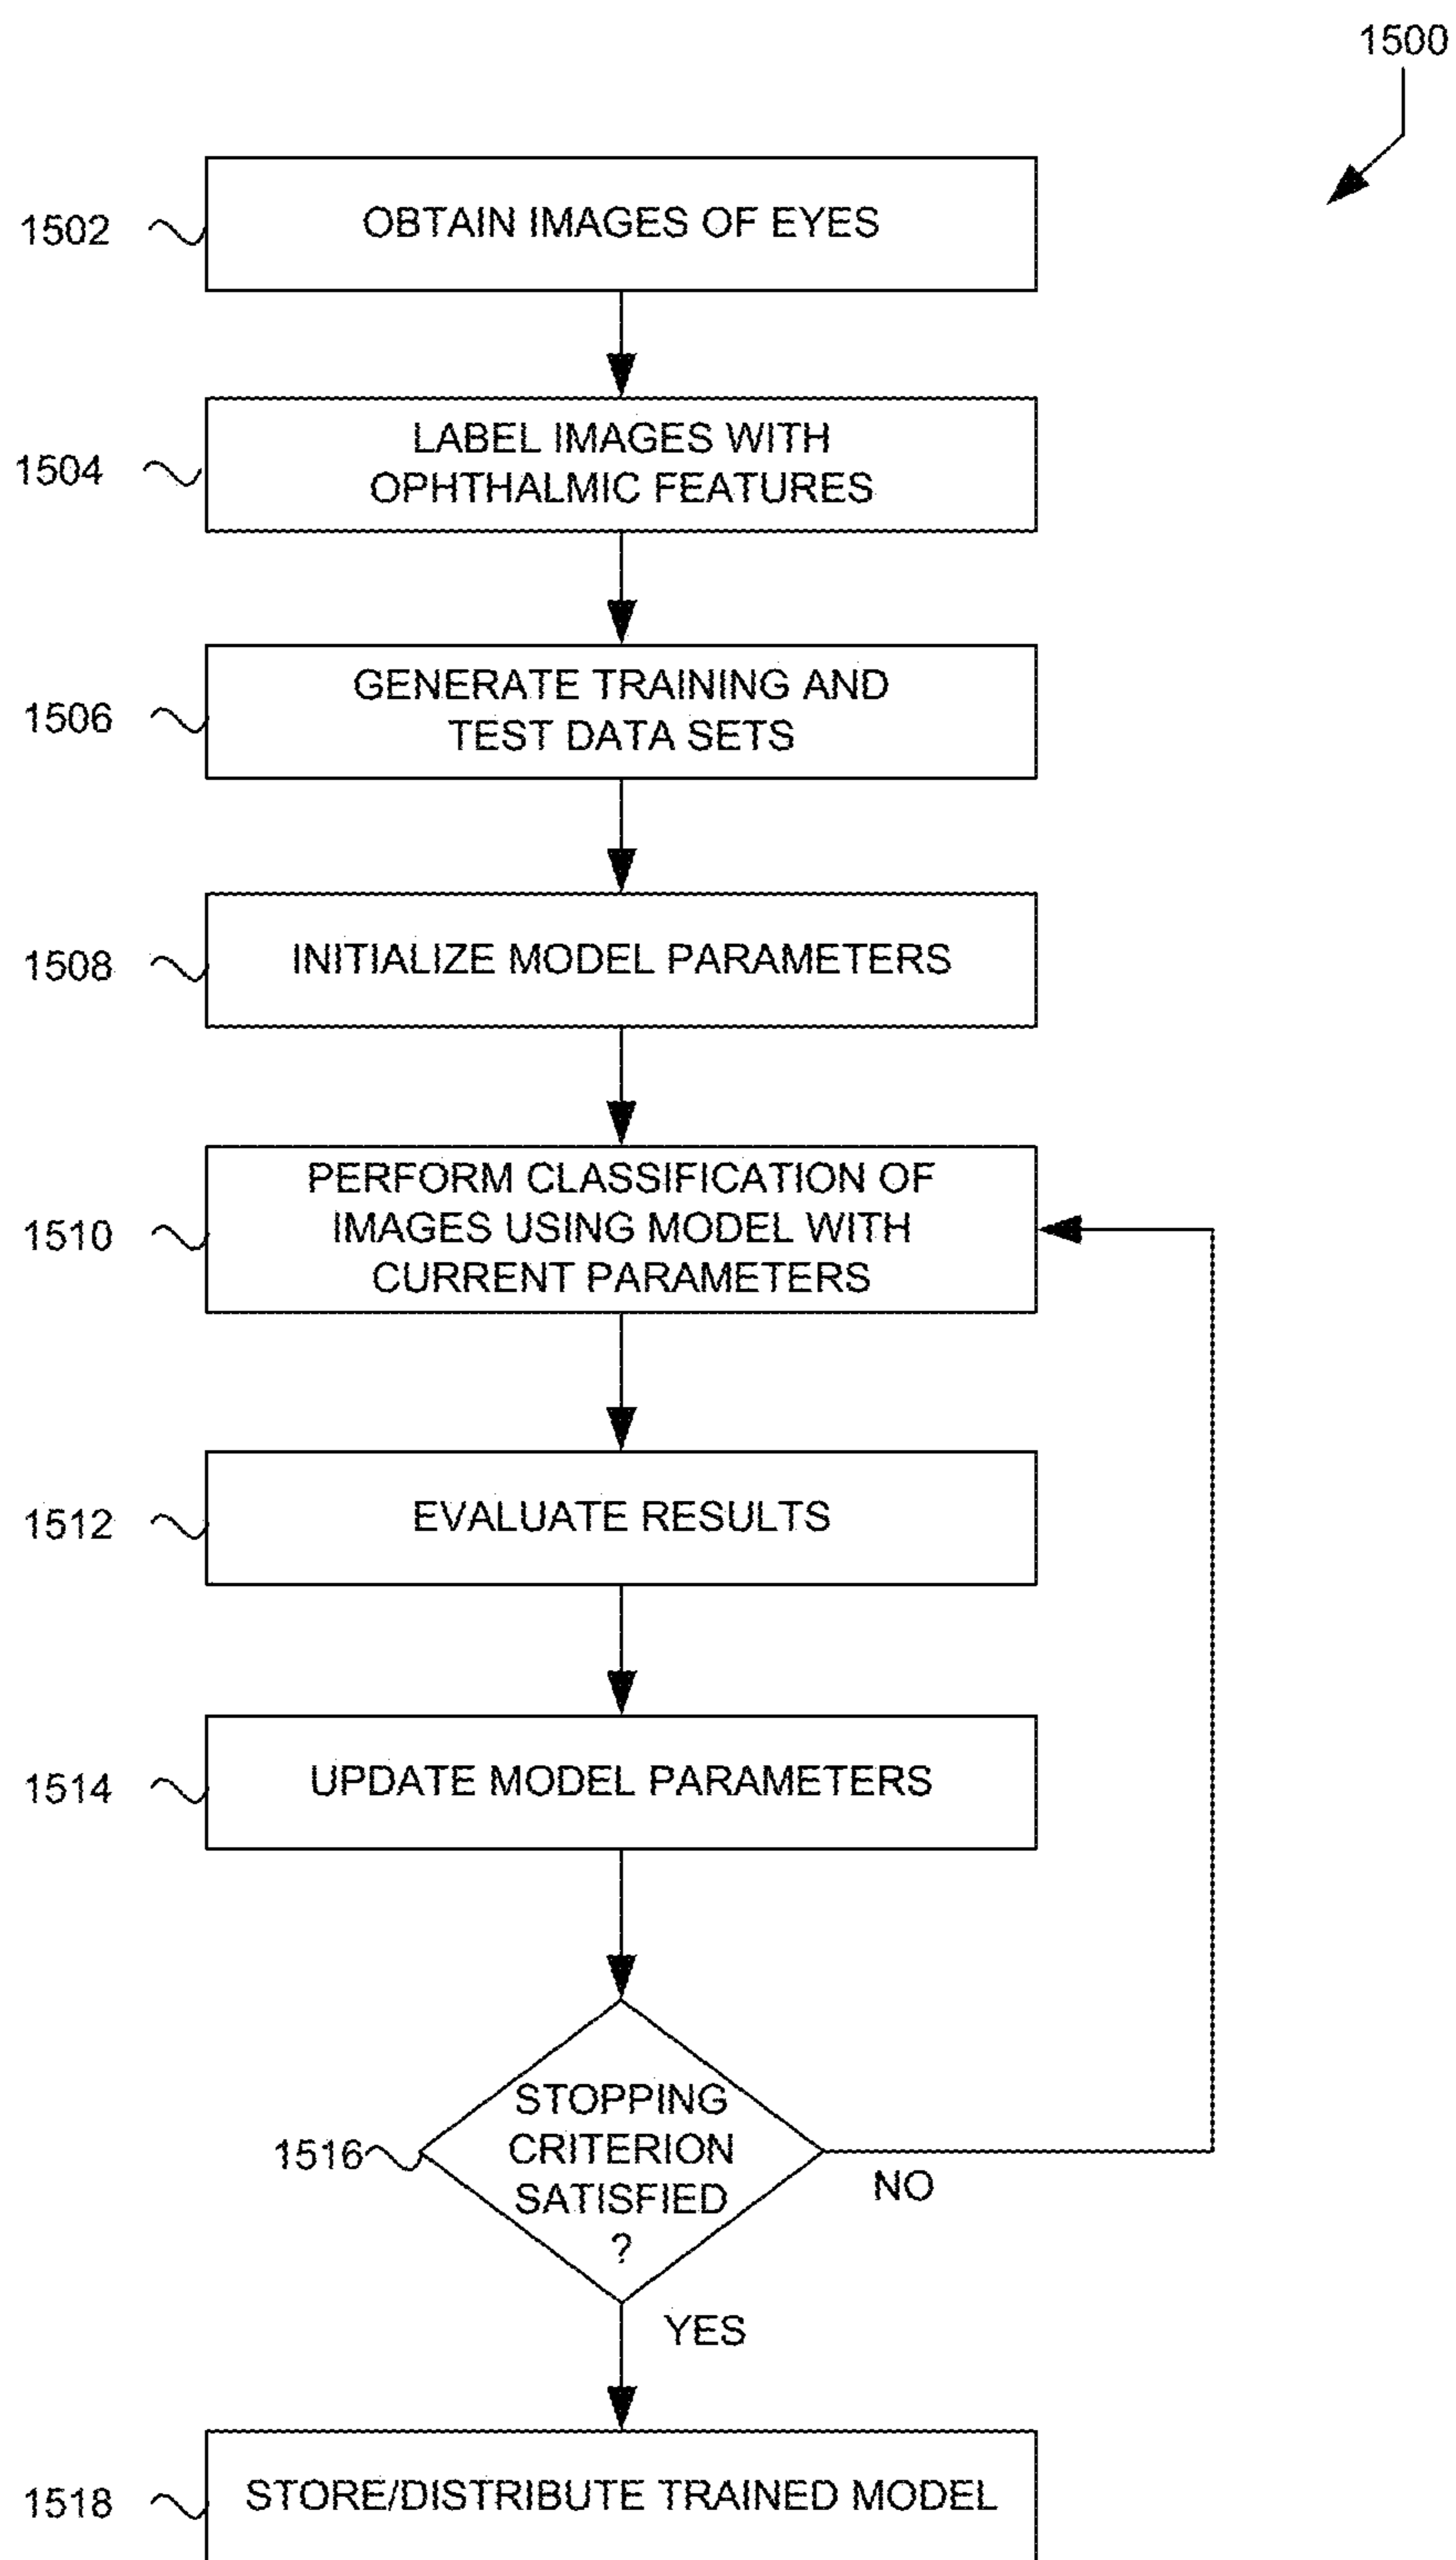 1500
1502
OBTAIN IMAGES OF EYES
1504
LABEL IMAGES WITH
OPHTHALMIC FEATURES
1506
GENERATE TRAINING AND
TEST DATA SETS
1508
INITIALIZE MODEL PARAMETERS
1510
PERFORM CLASSIFICATION OF
IMAGES USING MODEL WITH
CURRENT PARAMETERS
1512
EVALUATE RESULTS
1514
UPDATE MODEL PARAMETERS
1516
STOPPING
CRITERION
SATISFIED
?
NO
YES
1518
STORE/DISTRIBUTE TRAINED MODEL